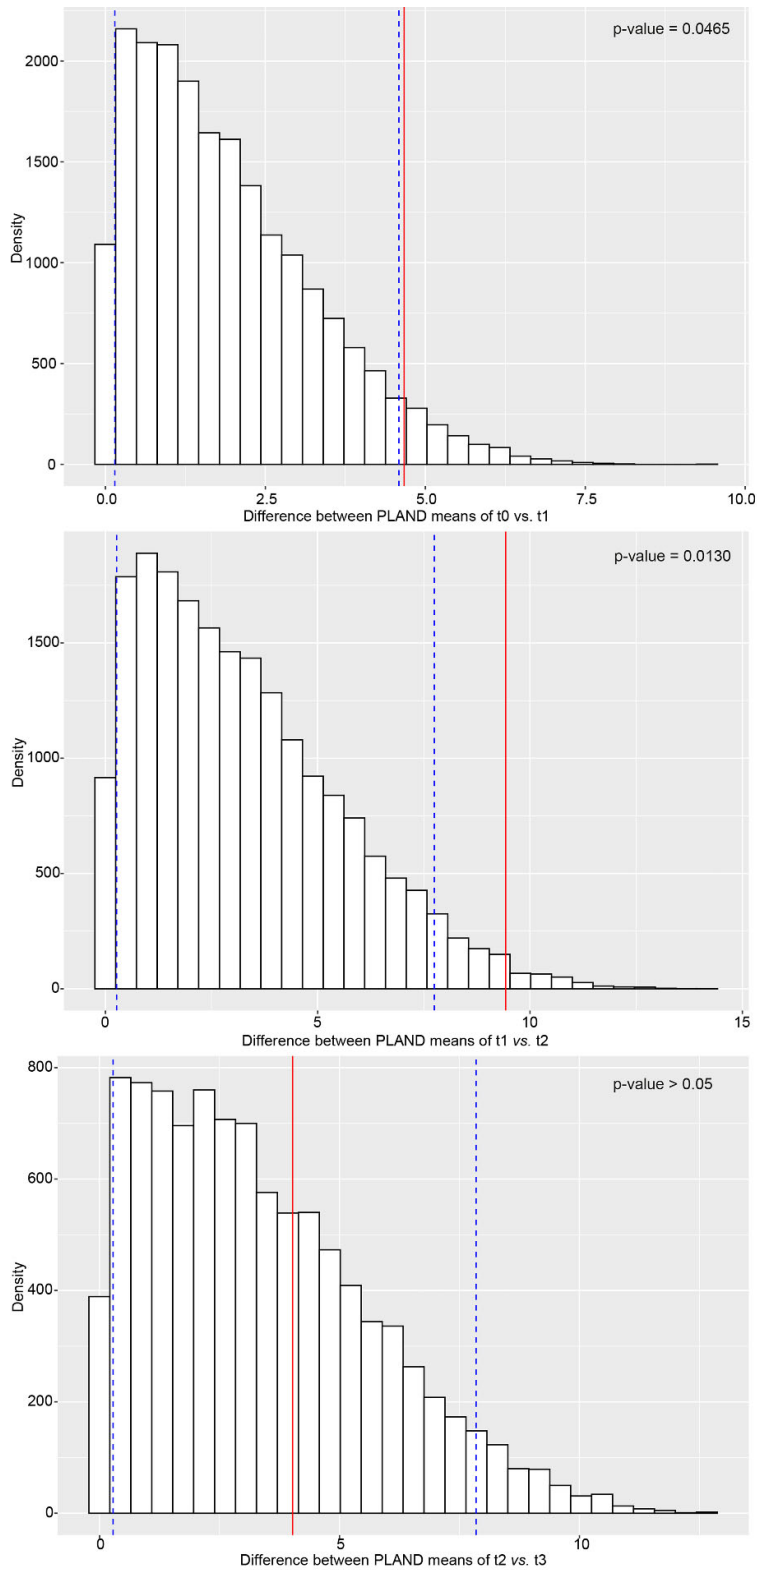 p-value = 0.0465
2000
1500
1000
500
0
Density
0.0 2.5 5.0 7.5 10.0
Difference between PLAND means of t0 vs. t1
p-value = 0.0130
1500
1000
500
0
Density
0 5 10 15
Difference between PLAND means of t1 vs. t2
p-value > 0.05
800
600
400
200
0
Density
0 5 10
Difference between PLAND means of t2 vs. t3